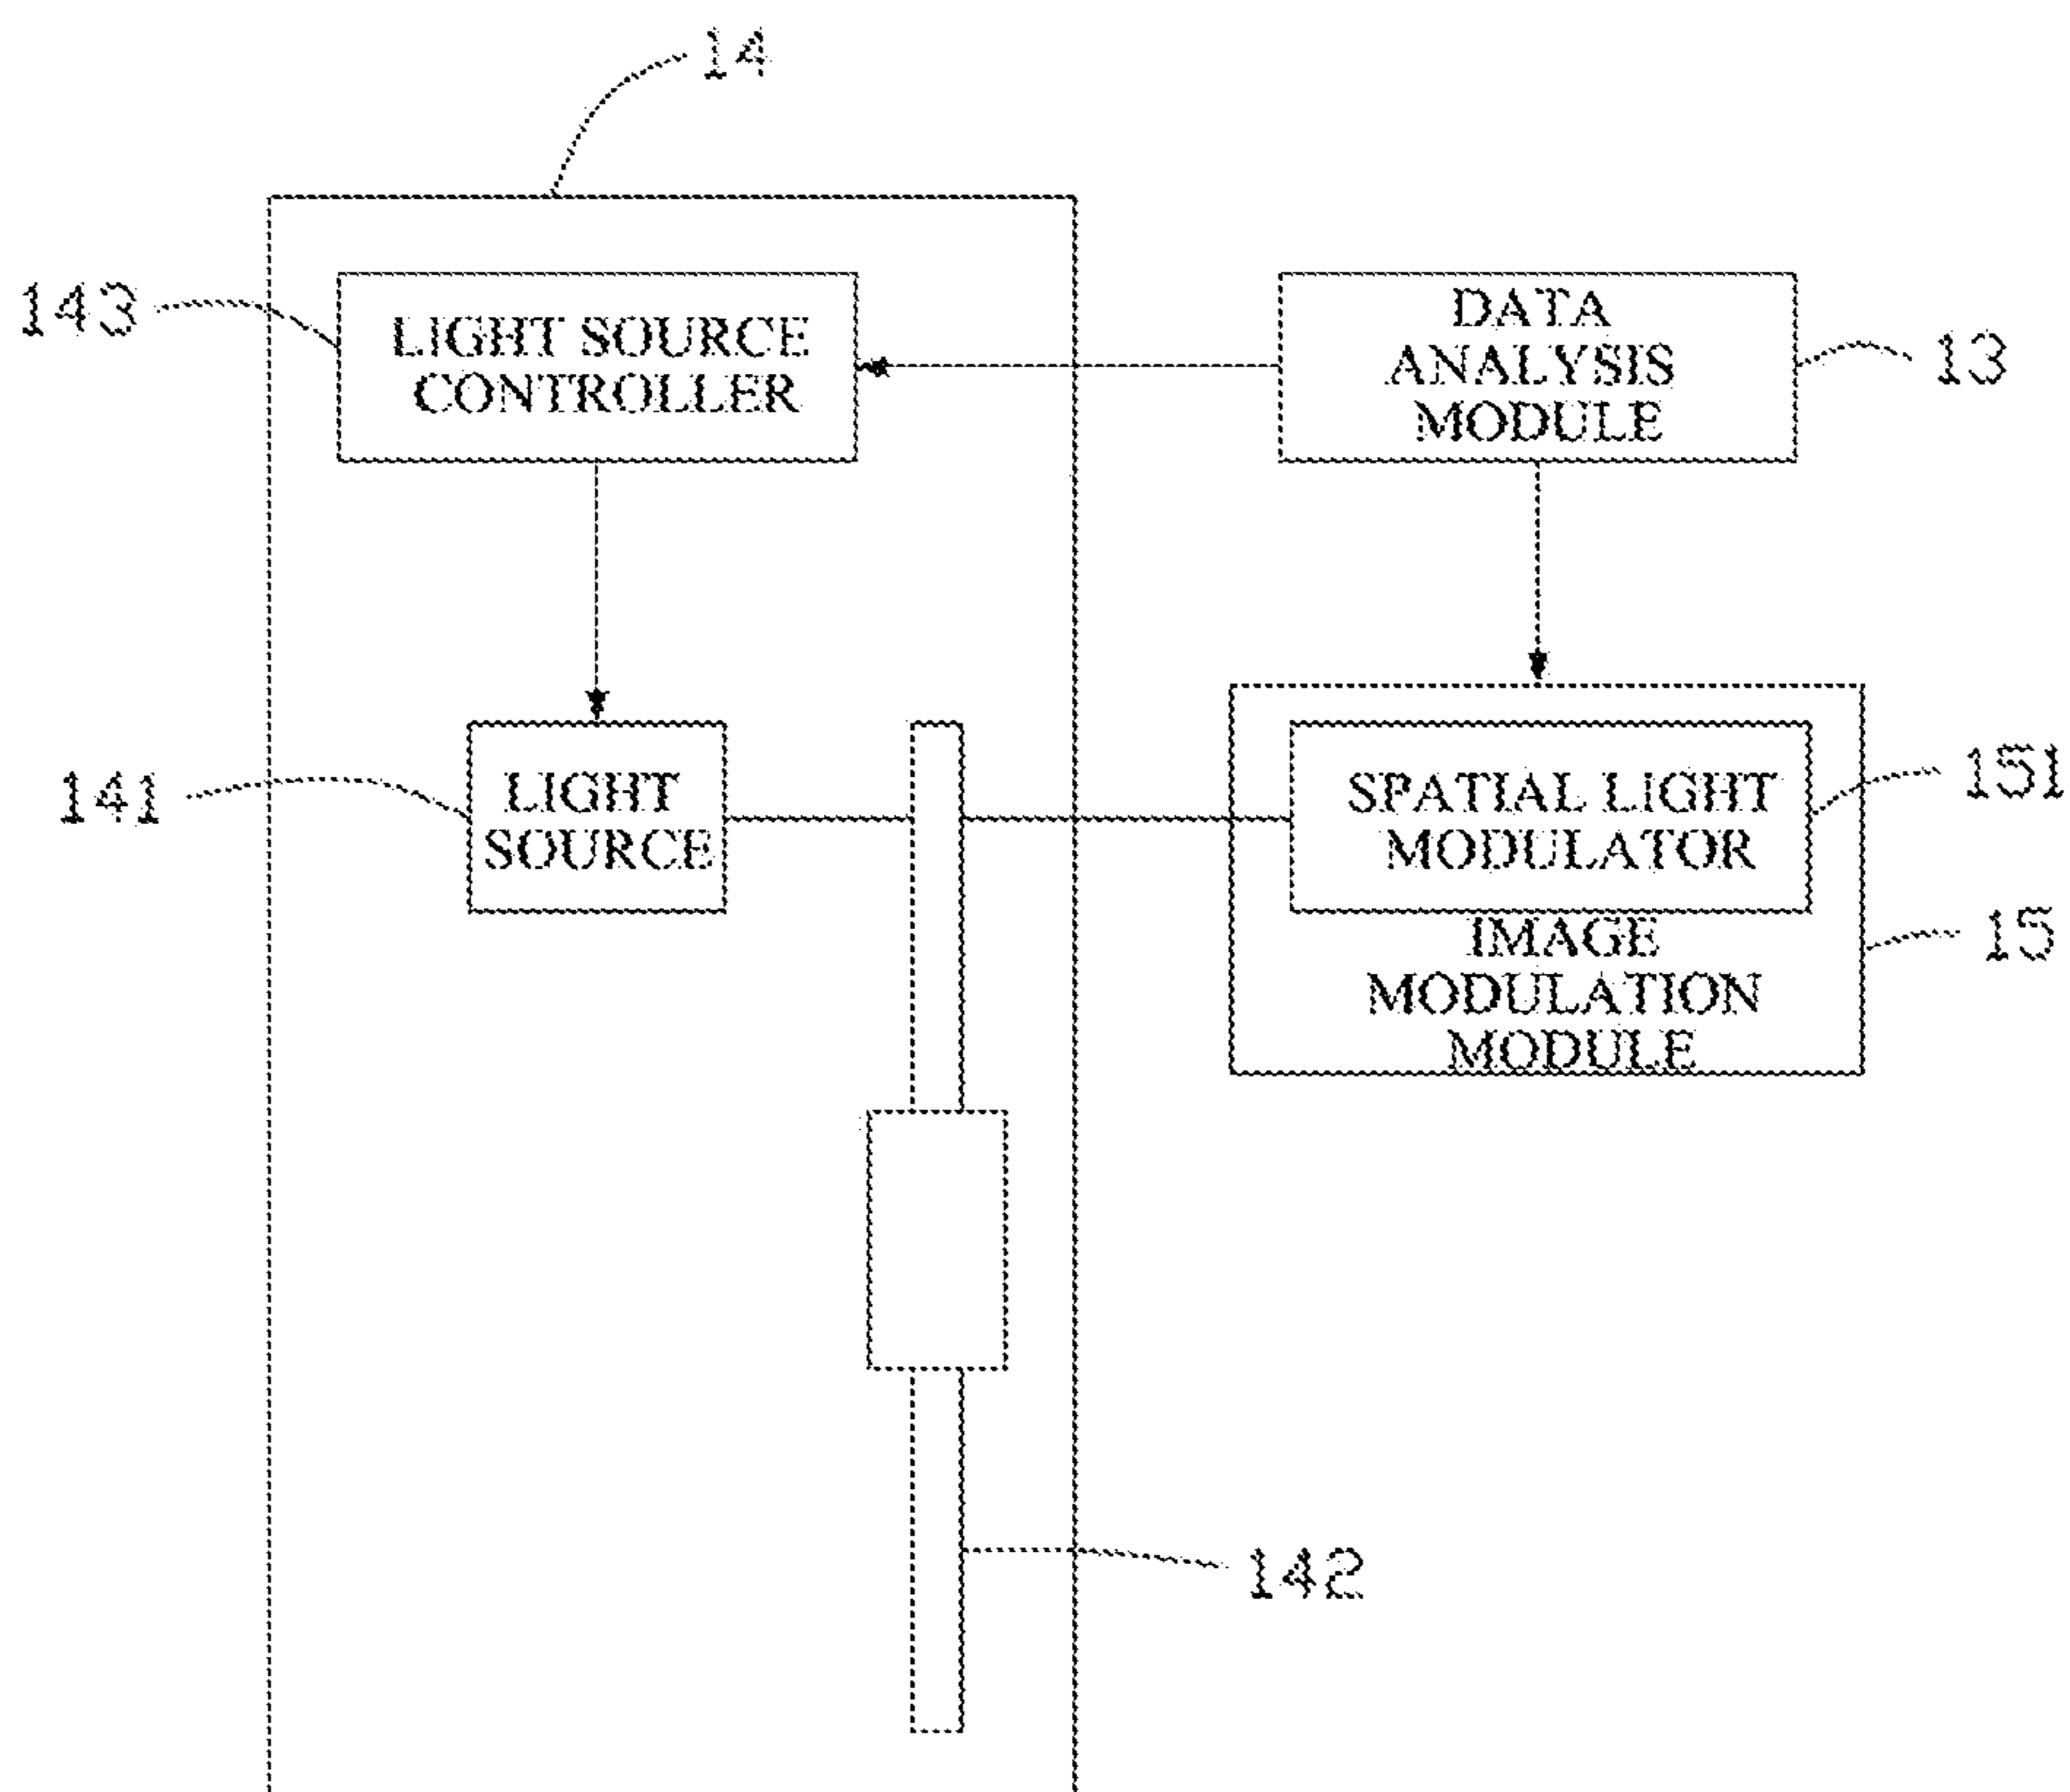 14
143
LIGHT SOURCE
CONTROLLER
DATA
ANALYSIS
MODULE
13
141
LIGHT
SOURCE
SPATIAL LIGHT
MODULATOR
151
IMAGE
MODULATION
MODULE
15
142